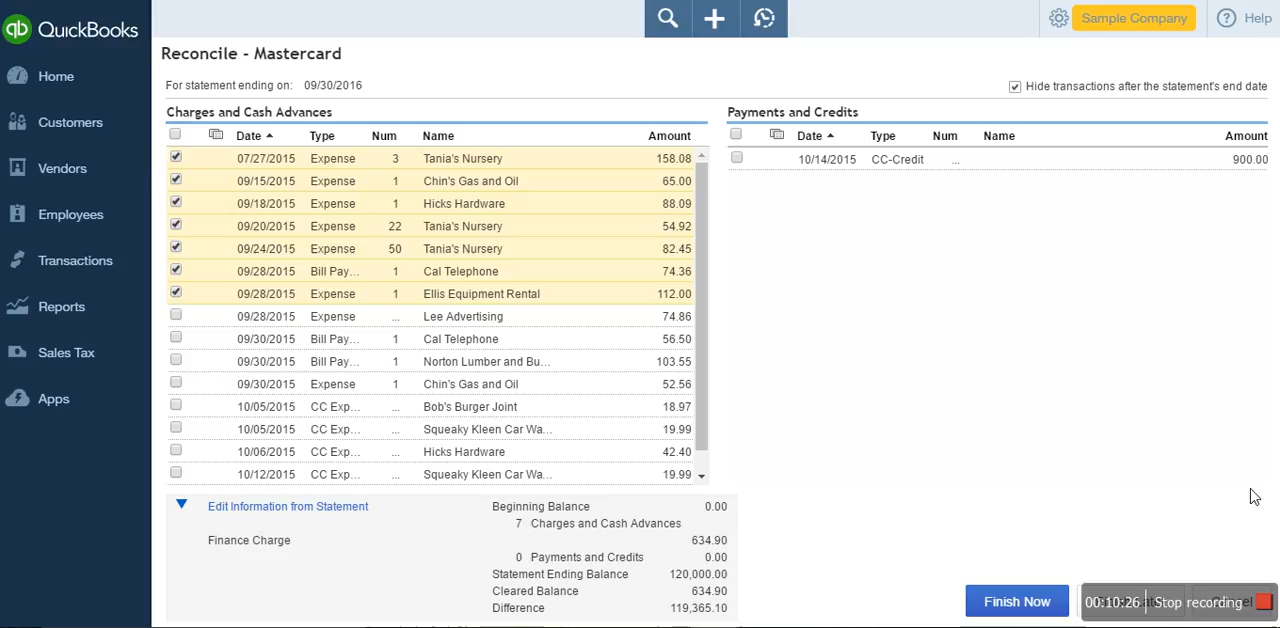 qb QuickBooks
Sample Company
Help
Home
Customers
Vendors
Employees
Transactions
Reports
Sales Tax
Apps
Reconcile - Mastercard
For statement ending on: 09/30/2016
Hide transactions after the statement's end date
Charges and Cash Advances
Date Type Num Name Amount
07/27/2015 Expense 3 Tania's Nursery 158.08
09/15/2015 Expense 1 Chin's Gas and Oil 65.00
09/18/2015 Expense 1 Hicks Hardware 88.09
09/20/2015 Expense 22 Tania's Nursery 54.92
09/24/2015 Expense 50 Tania's Nursery 82.45
09/28/2015 Bill Pay... 1 Cal Telephone 74.36
09/28/2015 Expense 1 Ellis Equipment Rental 112.00
09/28/2015 Expense ... Lee Advertising 74.86
09/30/2015 Bill Pay... 1 Cal Telephone 56.50
09/30/2015 Bill Pay... 1 Norton Lumber and Bu... 103.55
09/30/2015 Expense 1 Chin's Gas and Oil 52.56
10/05/2015 CC Exp... ... Bob's Burger Joint 18.97
10/05/2015 CC Exp... ... Squeaky Kleen Car Wa... 19.99
10/06/2015 CC Exp... ... Hicks Hardware 42.40
10/12/2015 CC Exp... ... Squeaky Kleen Car Wa... 19.99
Payments and Credits
Date Type Num Name Amount
10/14/2015 CC-Credit ... 900.00
Edit Information from Statement
Finance Charge
Beginning Balance 0.00
7 Charges and Cash Advances
634.90
0 Payments and Credits 0.00
Statement Ending Balance 120,000.00
Cleared Balance 634.90
Difference 119,365.10
Finish Now
00:10:26 Stop recording